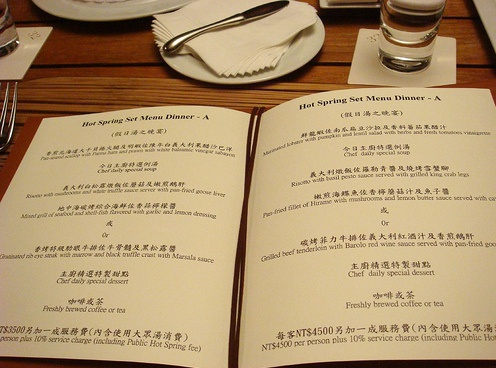 Hot Spring Set Menu Dinner - A
(假日湯之晚宴)
Pan-seared scallop with Parma ham and prawn with white balsamic vinegar sabayon
今日主廚特選例湯
Chef daily special soup
義大利白松露燉飯佐蘑菇及嫩煎鵝肝
Risotto with mushrooms and white truffle sauce server with pan-fried goose liver
地中海碳烤綜合海鮮佐香蒜檸檬醬
Mixed grill of seafood and shell-fish flavored with garlic and lemon dressing
或
Or
香烤特級肋眼牛排佐牛骨髓及黑松露醬
Gratinated rib eye steak with marrow and black truffle crust with Marsala sauce
主廚精選特製甜點
Chef daily special dessert
咖啡或茶
Freshly brewed coffee or tea
NT$3500另加一成服務費(內含使用大眾湯消費)
per person plus 10% service charge (including Public Hot Spring fee)
Hot Spring Set Menu Dinner - A
(假日湯之晚宴)
Marinated lobster with pumpkin and lentil salad with herb and fresh tomatoes vinaigrette
今日主廚特選例湯
Chef daily special soup
義大利燉飯佐羅勒青醬及燒烤雪蟹腳
Risotto with basil pesto sauce served with grilled king crab legs
嫩煎海鱺魚佐香檸蘑菇汁及魚子醬
Pan-fried fillet of Hirame with mushrooms and lemon butter sauce served with
或
Or
碳烤菲力牛排佐義大利紅酒汁及香煎鵝肝
Grilled beef tenderloin with Barolo red wine sauce served with pan-fried
主廚精選特製甜點
Chef daily special dessert
咖啡或茶
Freshly brewed coffee or tea
每客NT$4500另加一成服務費(內含使用大眾湯
NT$4500 per person plus 10% service charge (including Public Hot Spring